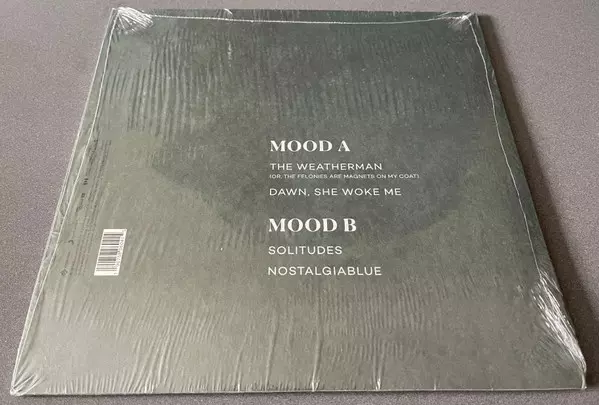 MOOD A
THE WEATHERMAN
(OR, THE FELONIES ARE MAGNETS ON MY COAT)
DAWN, SHE WOKE ME
MOOD B
SOLITUDES
NOSTALGIABLUE